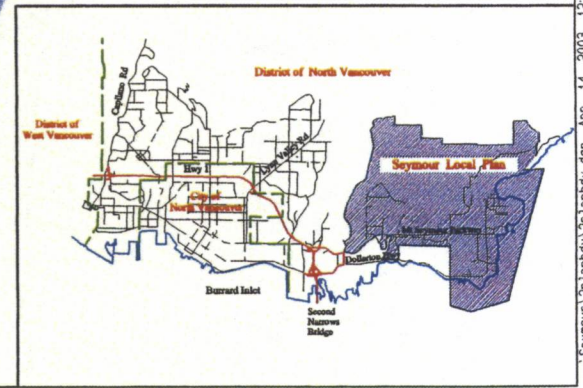 District of North Vancouver
Capilano Rd
District of
West Vancouver
Lynn Valley Rd
Hwy 1
Seymour Local Plan
City of
North Vancouver
Mt Seymour Parkway
Dollarton Hwy
Burrard Inlet
Second
Narrows
Bridge